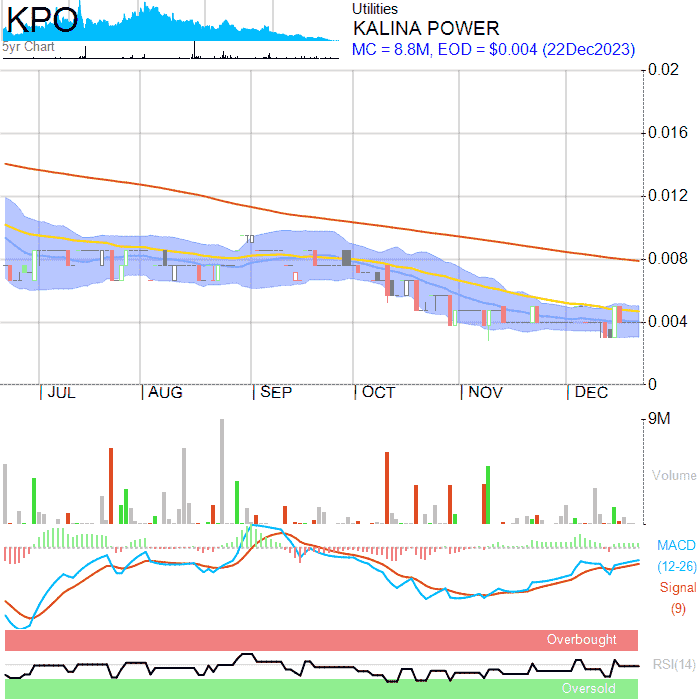 KPO
5yr Chart
Utilities
KALINA POWER
MC = 8.8M, EOD = $0.004 (22Dec2023)
0.02
0.016
0.012
0.008
0.004
0
JUL AUG SEP OCT NOV DEC
9M
Volume
MACD
(12-26)
Signal
(9)
Overbought
RSI(14)
Oversold